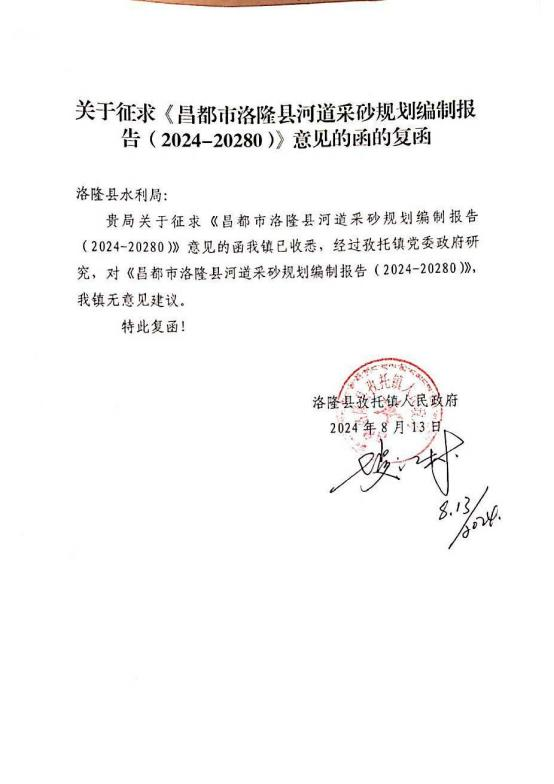 关于征求《昌都市洛隆县河道采砂规划编制报
告（2024-20280）》意见的函的复函
洛隆县水利局：
贵局关于征求《昌都市洛隆县河道采砂规划编制报告
（2024-20280）》意见的函我镇已收悉，经过孜托镇党委政府研
究，对《昌都市洛隆县河道采砂规划编制报告（2024-20280）》，
我镇无意见建议。
特此复函！
洛隆县孜托镇人民政府
2024年8月13日
8.13/2024.